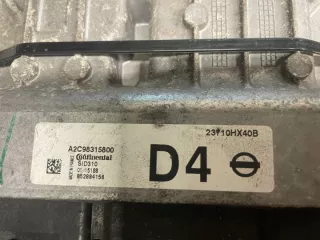 A2C98315800
Continental
SID310
23710HX40B
D4